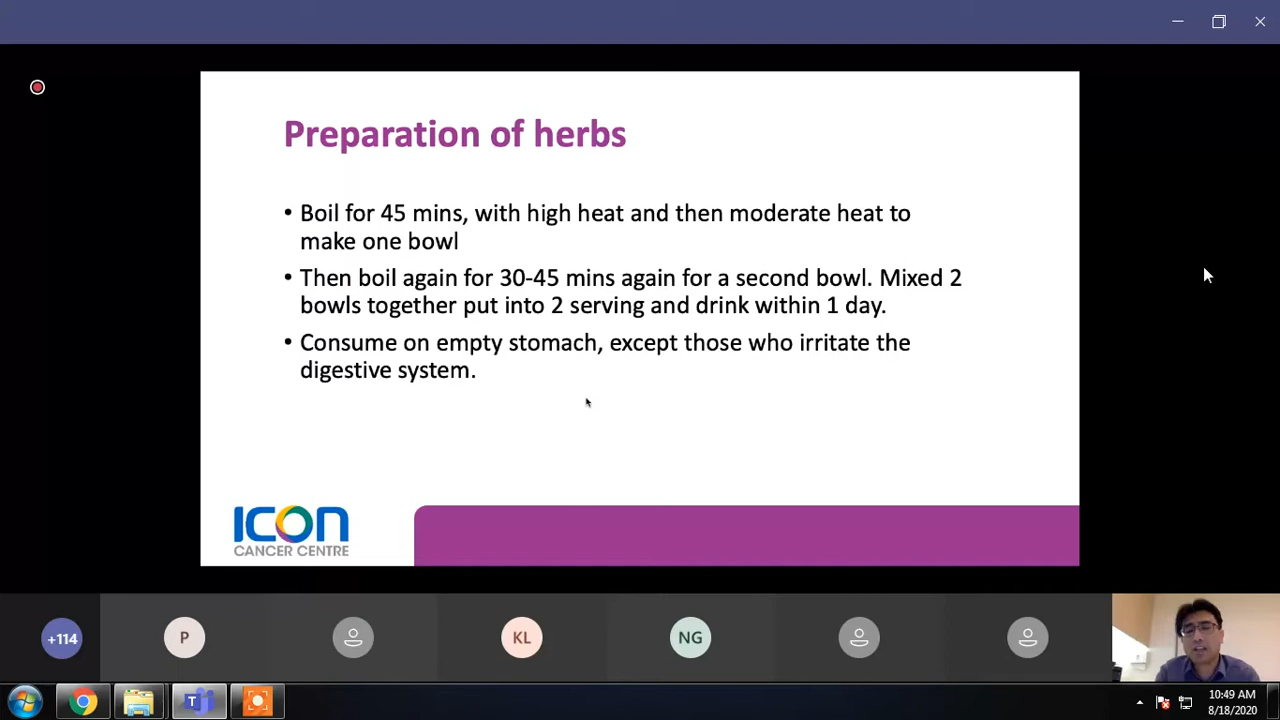 Preparation of herbs
• Boil for 45 mins, with high heat and then moderate heat to
make one bowl
• Then boil again for 30-45 mins again for a second bowl. Mixed 2
bowls together put into 2 serving and drink within 1 day.
• Consume on empty stomach, except those who irritate the
digestive system.
ICON
CANCER CENTRE
+114
P
KL
NG
10:49 AM
8/18/2020